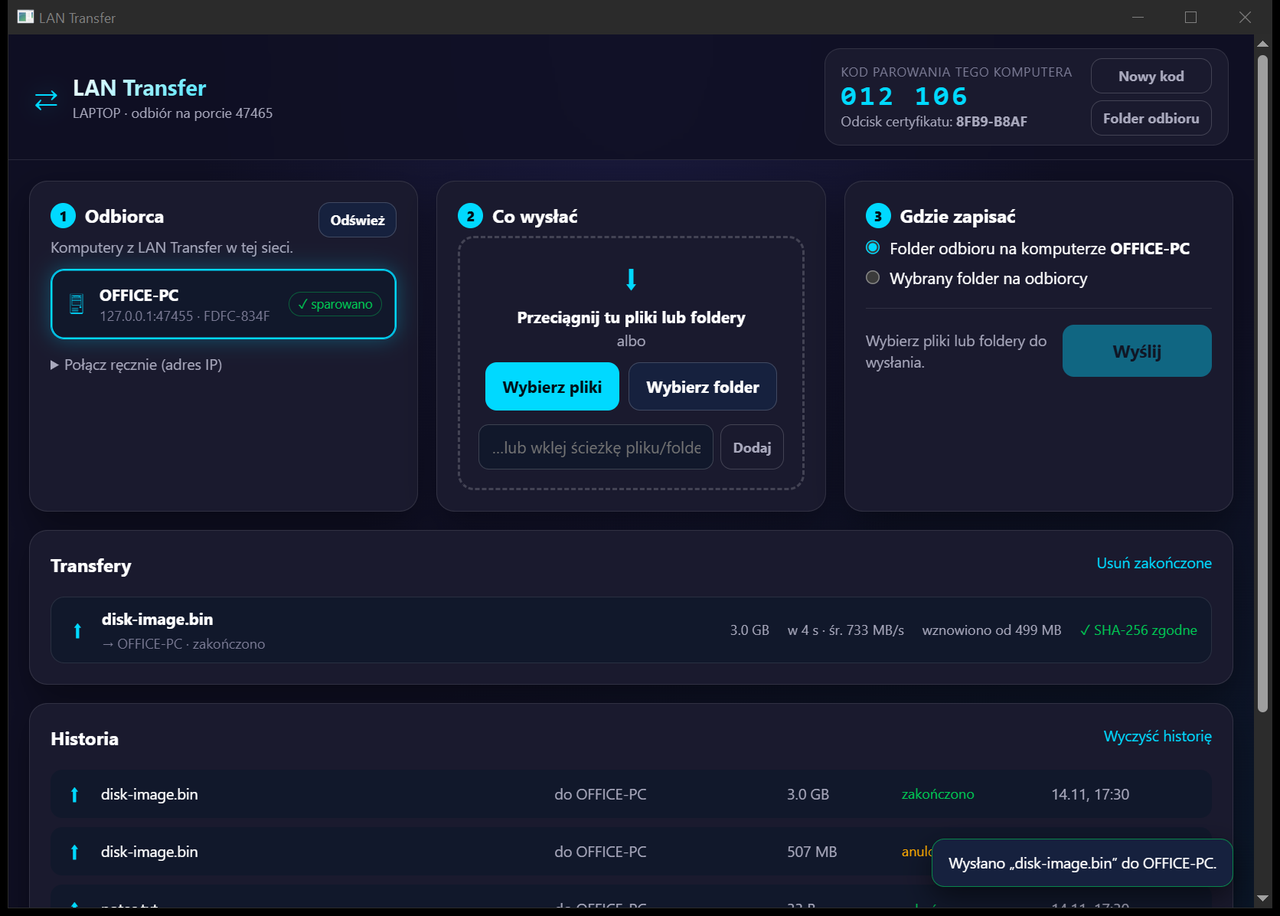 LAN Transfer
LAN Transfer
LAPTOP · odbiór na porcie 47465
KOD PAROWANIA TEGO KOMPUTERA
012 106
Odcisk certyfikatu: 8FB9-B8AF
Nowy kod
Folder odbioru
1 Odbiorca
Odśwież
Komputery z LAN Transfer w tej sieci.
OFFICE-PC
127.0.0.1:47455 · FDFC-834F
✓ sparowano
▶ Połącz ręcznie (adres IP)
2 Co wysłać
Przeciągnij tu pliki lub foldery
albo
Wybierz pliki
Wybierz folder
...lub wklej ścieżkę pliku/folde
Dodaj
3 Gdzie zapisać
Folder odbioru na komputerze OFFICE-PC
Wybrany folder na odbiorcy
Wybierz pliki lub foldery do
wysłania.
Wyślij
Transfery
Usuń zakończone
disk-image.bin
→ OFFICE-PC · zakończono
3.0 GB
w 4 s · śr. 733 MB/s
wznowiono od 499 MB
✓ SHA-256 zgodne
Historia
Wyczyść historię
disk-image.bin
do OFFICE-PC
3.0 GB
zakończono
14.11, 17:30
disk-image.bin
do OFFICE-PC
507 MB
Wysłano „disk-image.bin” do OFFICE-PC.